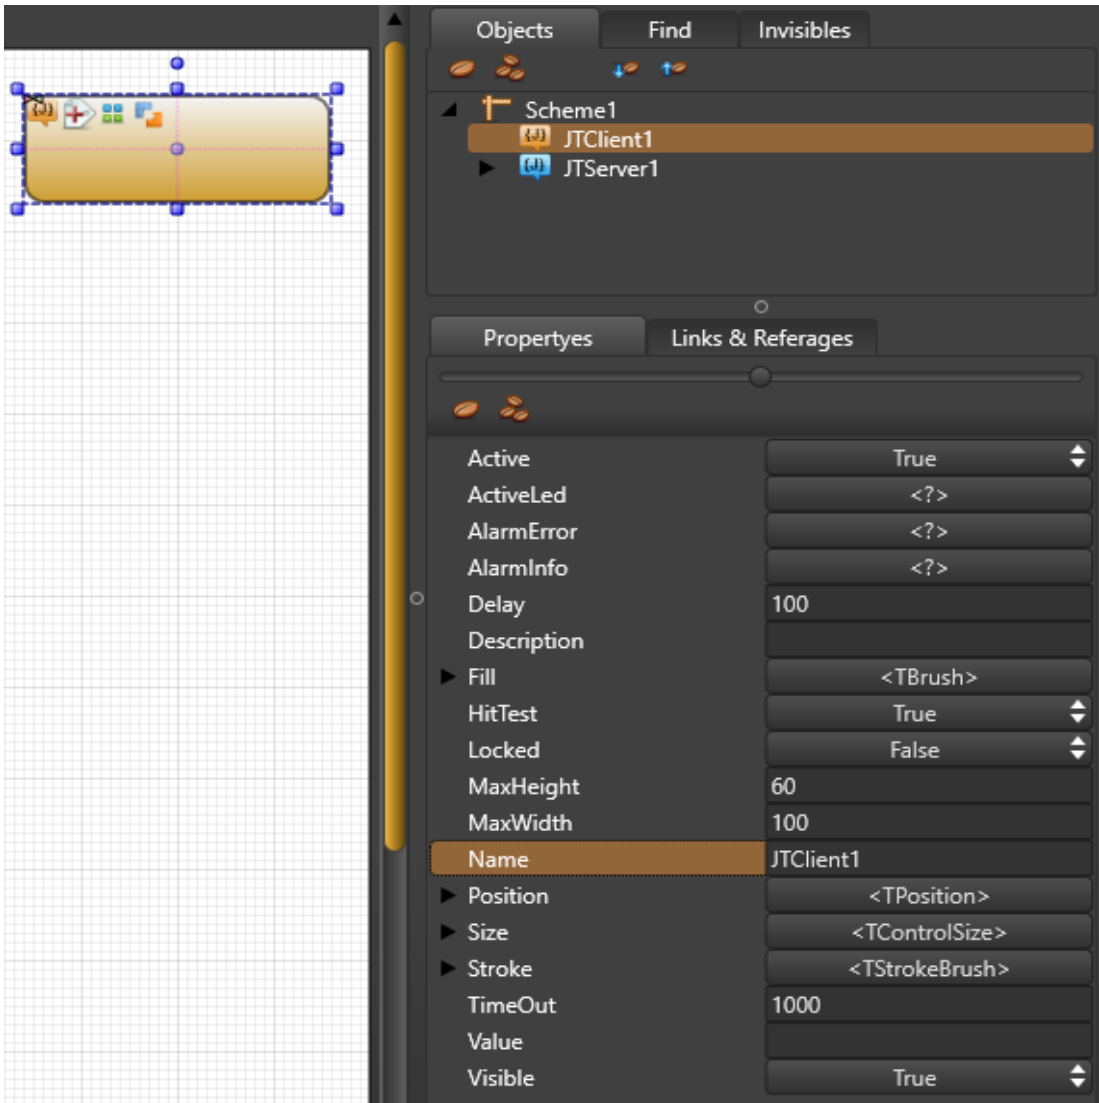 Objects Find Invisibles
Scheme1
{J} JTClient1
{J} JTServer1
{J}
Propertyes Links & Referages
Active True
ActiveLed <?>
AlarmError <?>
AlarmInfo <?>
Delay 100
Description
Fill <TBrush>
HitTest True
Locked False
MaxHeight 60
MaxWidth 100
Name JTClient1
Position <TPosition>
Size <TControlSize>
Stroke <TStrokeBrush>
TimeOut 1000
Value
Visible True